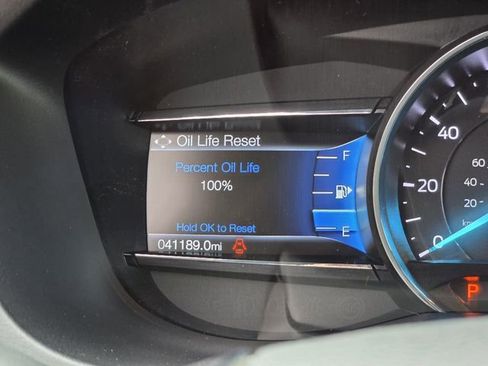 Oil Life Reset
Percent Oil Life
100%
Hold OK to Reset
041189.0mi
F
E
40
20
0
60
40
20
km
P